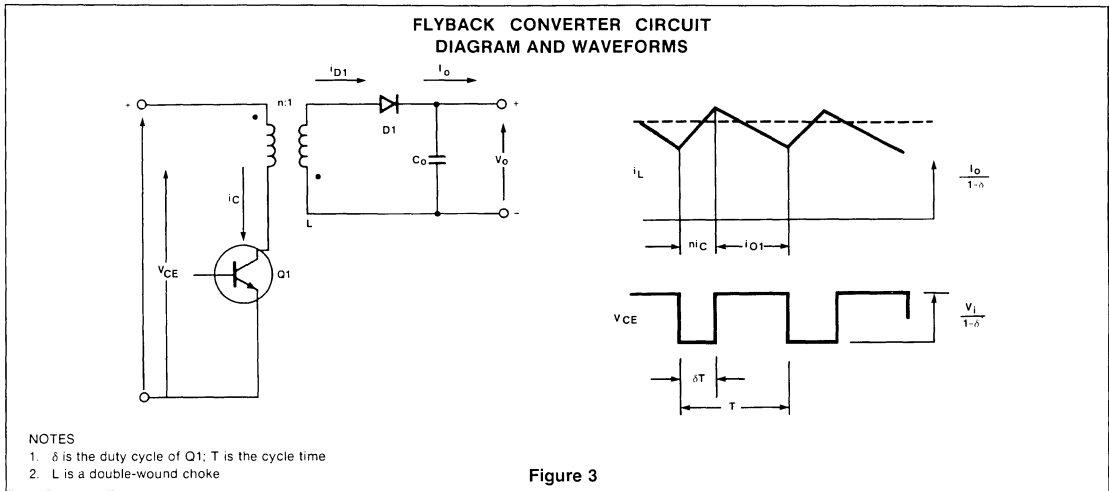 FLYBACK CONVERTER CIRCUIT
DIAGRAM AND WAVEFORMS
iD1
Io
n:1
+
+
D1
Co
Vo
iC
L
−
VCE
Q1
iL
Io
1-δ
niC
iO1
VCE
Vi
1-δ
δT
T
NOTES
1. δ is the duty cycle of Q1; T is the cycle time
2. L is a double-wound choke
Figure 3